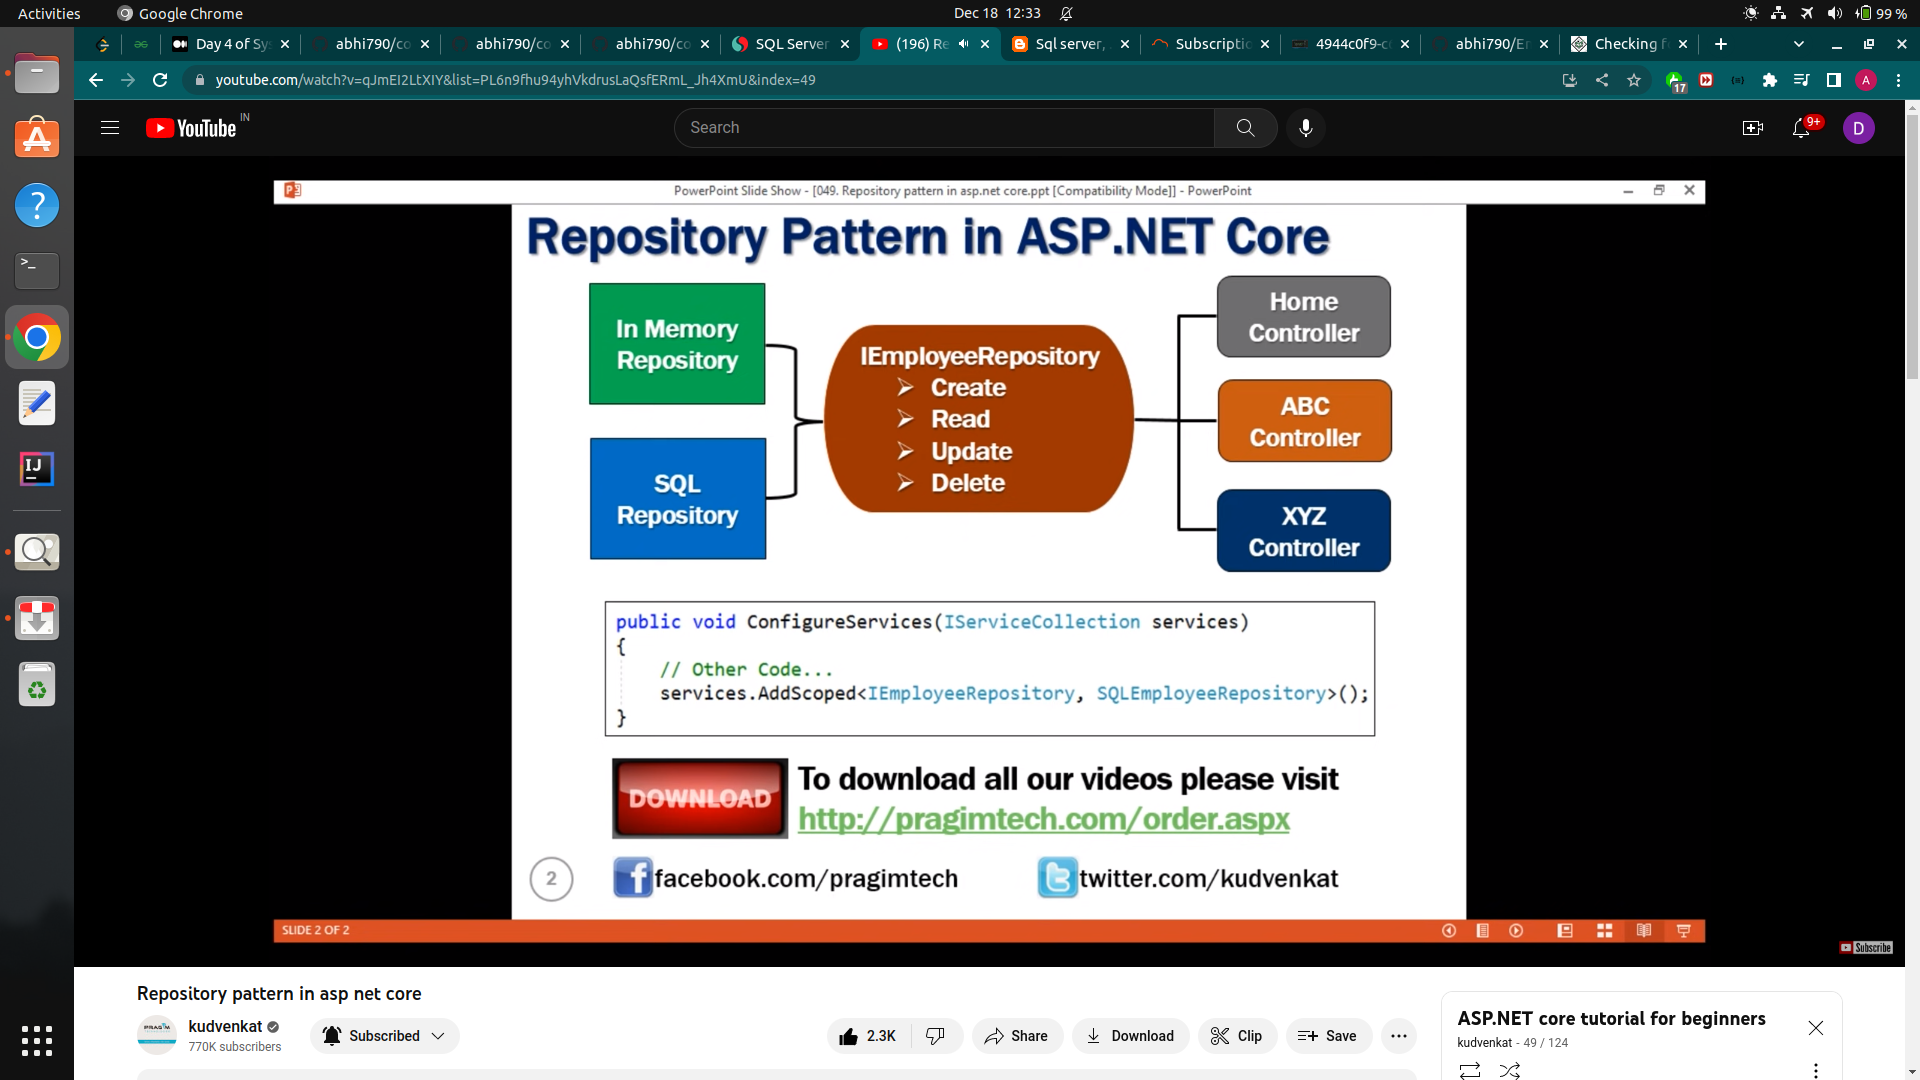 Activities
Google Chrome
Dec 18 12:33
99 %
Day 4 of Sy
abhi790/co
abhi790/co
abhi790/co
SQL Server
(196) Re
Sql server,
Subscriptio
4944c0f9-c
abhi790/Er
Checking f
youtube.com/watch?v=qJmEI2LtXIY&list=PL6n9fhu94yhVkdrusLaQsfERmL_Jh4XmU&index=49
17
A
YouTube IN
Search
9+
D
PowerPoint Slide Show - [049. Repository pattern in asp.net core.ppt [Compatibility Mode]] - PowerPoint
Repository Pattern in ASP.NET Core
In Memory
Repository
SQL
Repository
IEmployeeRepository
Create
Read
Update
Delete
Home
Controller
ABC
Controller
XYZ
Controller
public void ConfigureServices(IServiceCollection services)
{
// Other Code...
services.AddScoped<IEmployeeRepository, SQLEmployeeRepository>();
}
DOWNLOAD
To download all our videos please visit
http://pragimtech.com/order.aspx
2
facebook.com/pragimtech
twitter.com/kudvenkat
SLIDE 2 OF 2
Subscribe
Repository pattern in asp net core
PRAGIM
kudvenkat
770K subscribers
Subscribed
2.3K
Share
Download
Clip
Save
ASP.NET core tutorial for beginners
kudvenkat - 49 / 124